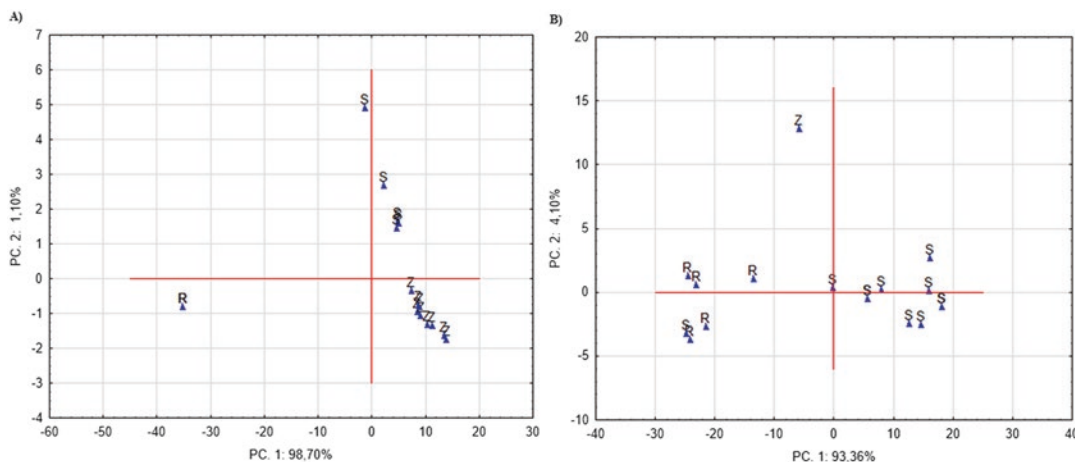 A)
7
6
5
4
3
2
1
0
-1
-2
-3
-4
PC. 2: 1,10%
S
S
S
S
Z
Z
Z
Z
Z
Z
Z
Z
R
-60 -50 -40 -30 -20 -10 0 10 20 30
PC. 1: 98,70%
B)
20
15
10
5
0
-5
-10
PC. 2: 4,10%
Z
S
R
R
R
S
S
S
S
S
R
S
S
S
R
-40 -30 -20 -10 0 10 20 30 40
PC. 1: 93,36%